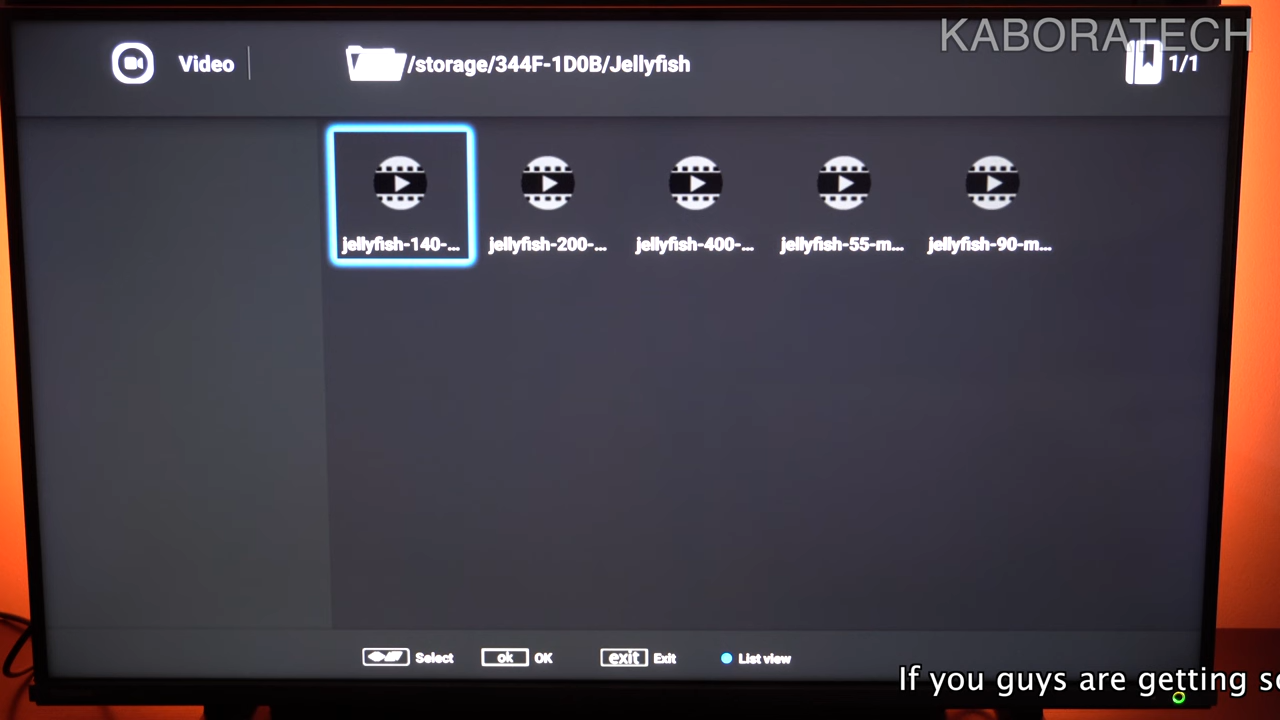 KABORATECH
Video
/storage/344F-1D0B/Jellyfish
1/1
jellyfish-140-...
jellyfish-200-...
jellyfish-400-...
jellyfish-55-m...
jellyfish-90-m...
Select
ok OK
exit Exit
List view
If you guys are getting